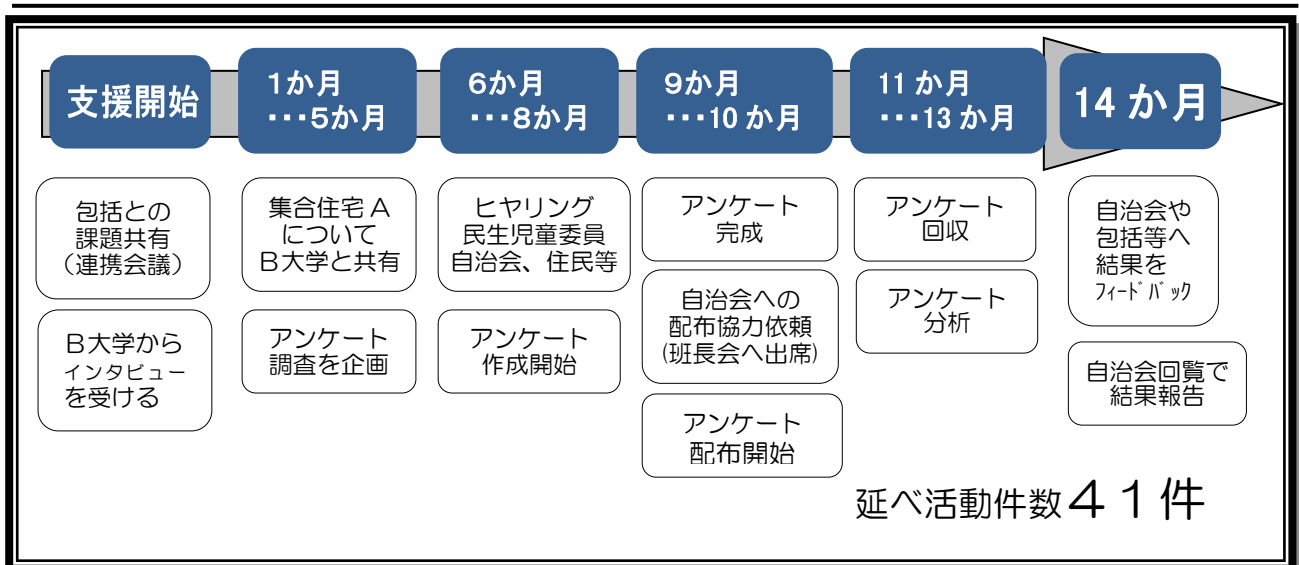 支援開始
1か月
･･･5か月
6か月
･･･8か月
9か月
･･･10か月
11か月
･･･13か月
14か月
包括との
課題共有
（連携会議）
B大学から
インタビュー
を受ける
集合住宅A
について
B大学と共有
アンケート
調査を企画
ヒヤリング
民生児童委員
自治会、住民等
アンケート
作成開始
アンケート
完成
自治会への
配布協力依頼
(班長会へ出席)
アンケート
配布開始
アンケート
回収
アンケート
分析
自治会や
包括等へ
結果を
ﾌｨｰﾄﾞﾊﾞｯｸ
自治会回覧で
結果報告
延べ活動件数４１件